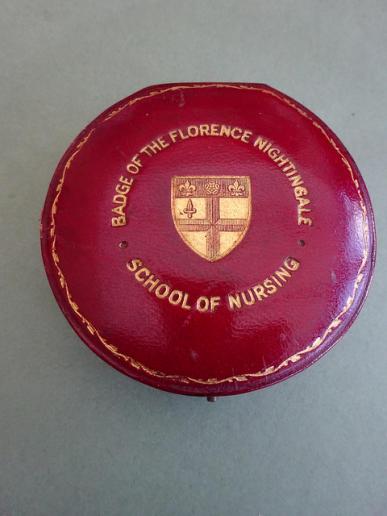 BADGE OF THE FLORENCE NIGHTINGALE
SCHOOL OF NURSING